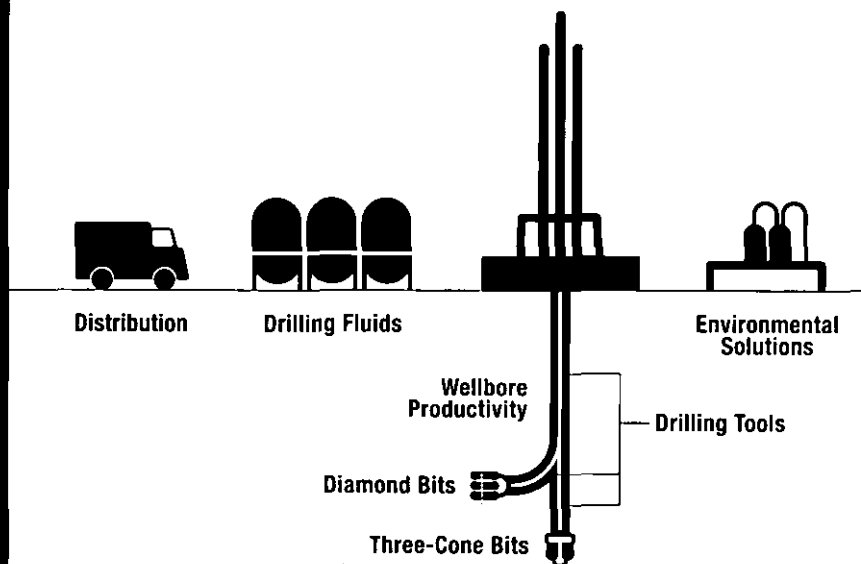 Distribution
Drilling Fluids
Environmental
Solutions
Wellbore
Productivity
Drilling Tools
Diamond Bits
Three-Cone Bits